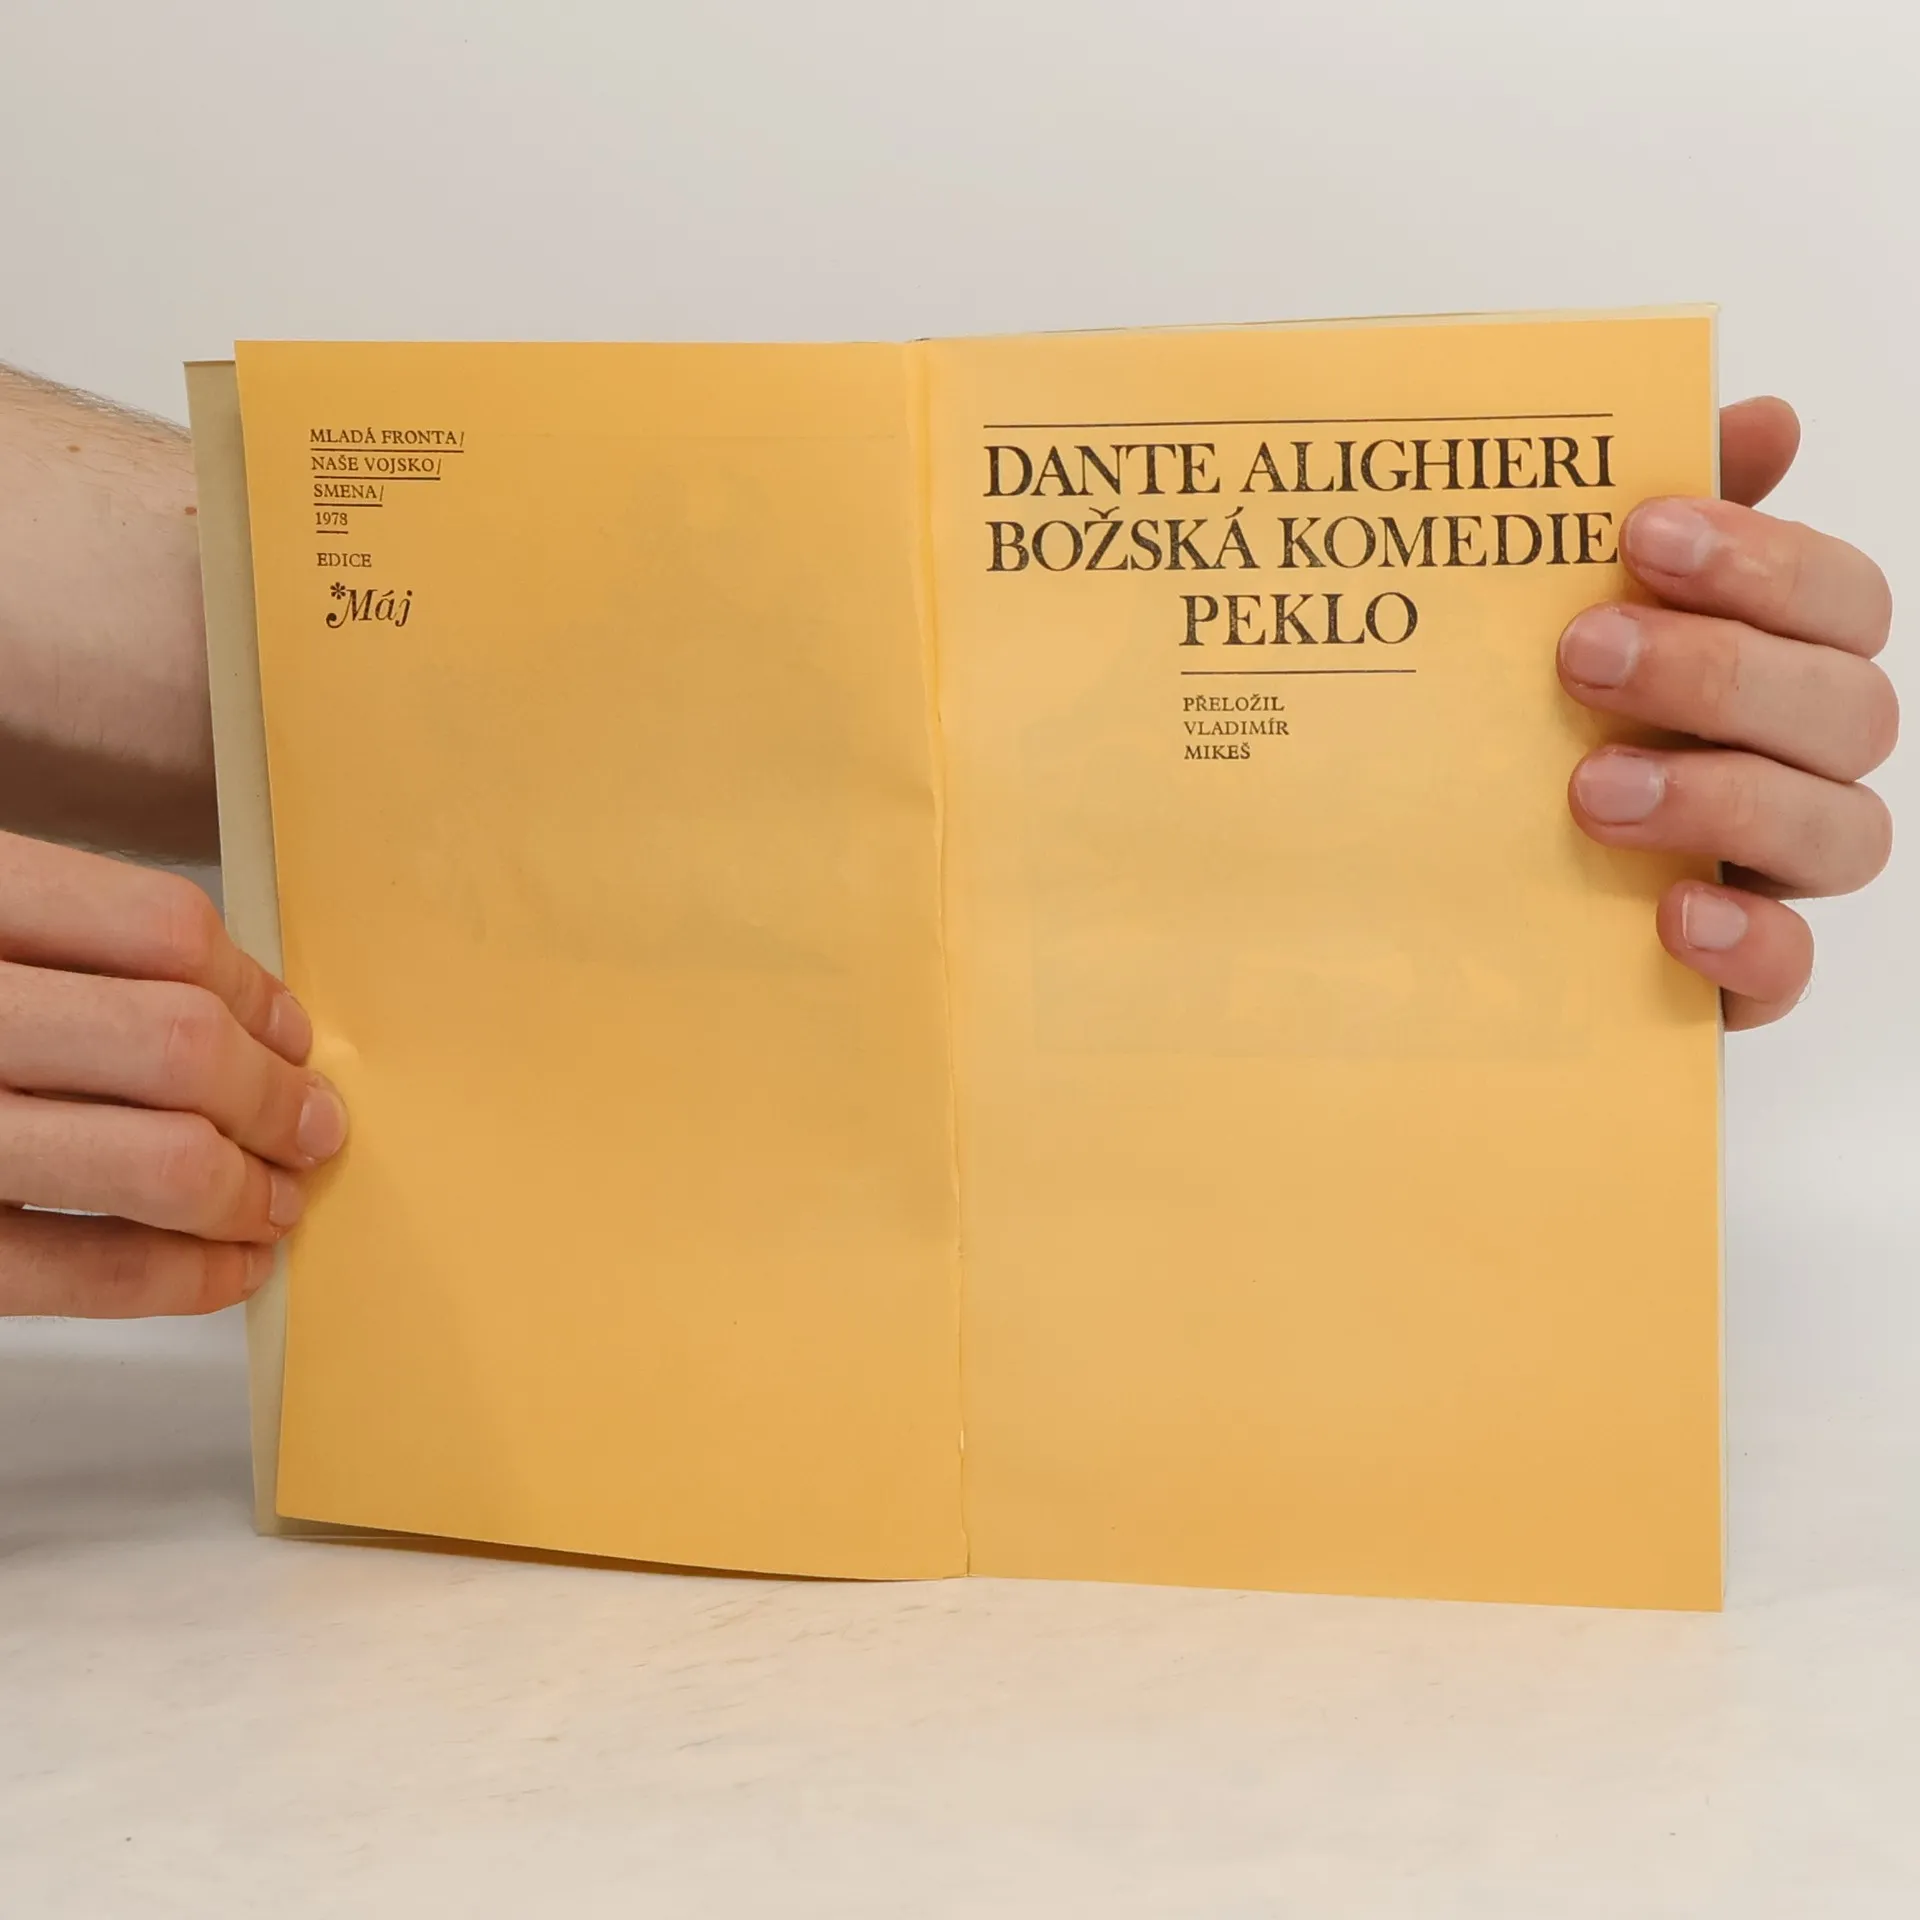 MLADÁ FRONTA/
NAŠE VOJSKO/
SMENA/
1978
EDICE
*Máj
DANTE ALIGHIERI
BOŽSKÁ KOMEDIE
PEKLO
PŘELOŽIL
VLADIMÍR
MIKEŠ